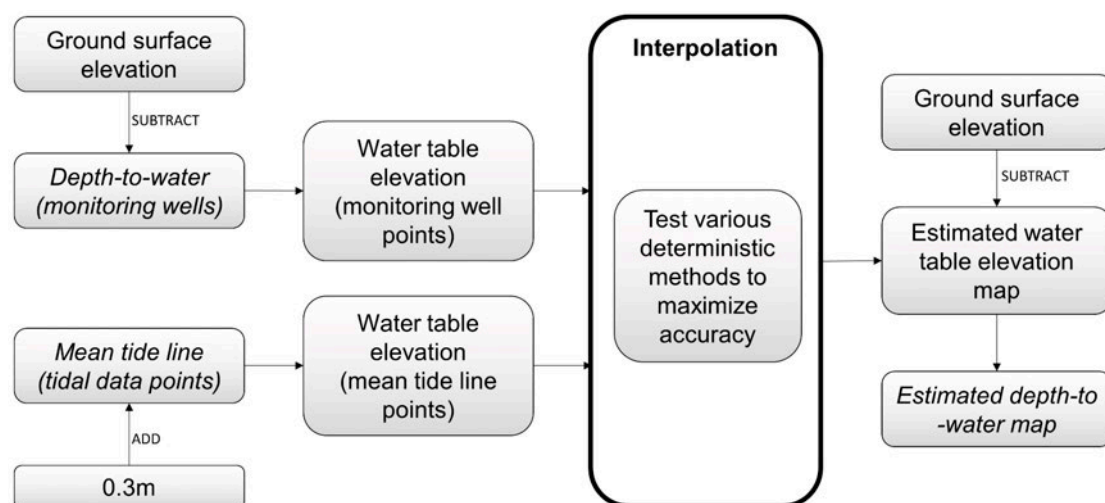 Ground surface
elevation
SUBTRACT
Depth-to-water
(monitoring wells)
Water table
elevation
(monitoring well
points)
Mean tide line
(tidal data points)
ADD
0.3m
Water table
elevation
(mean tide line
points)
Interpolation
Test various
deterministic
methods to
maximize
accuracy
Ground surface
elevation
SUBTRACT
Estimated water
table elevation
map
Estimated depth-to
-water map